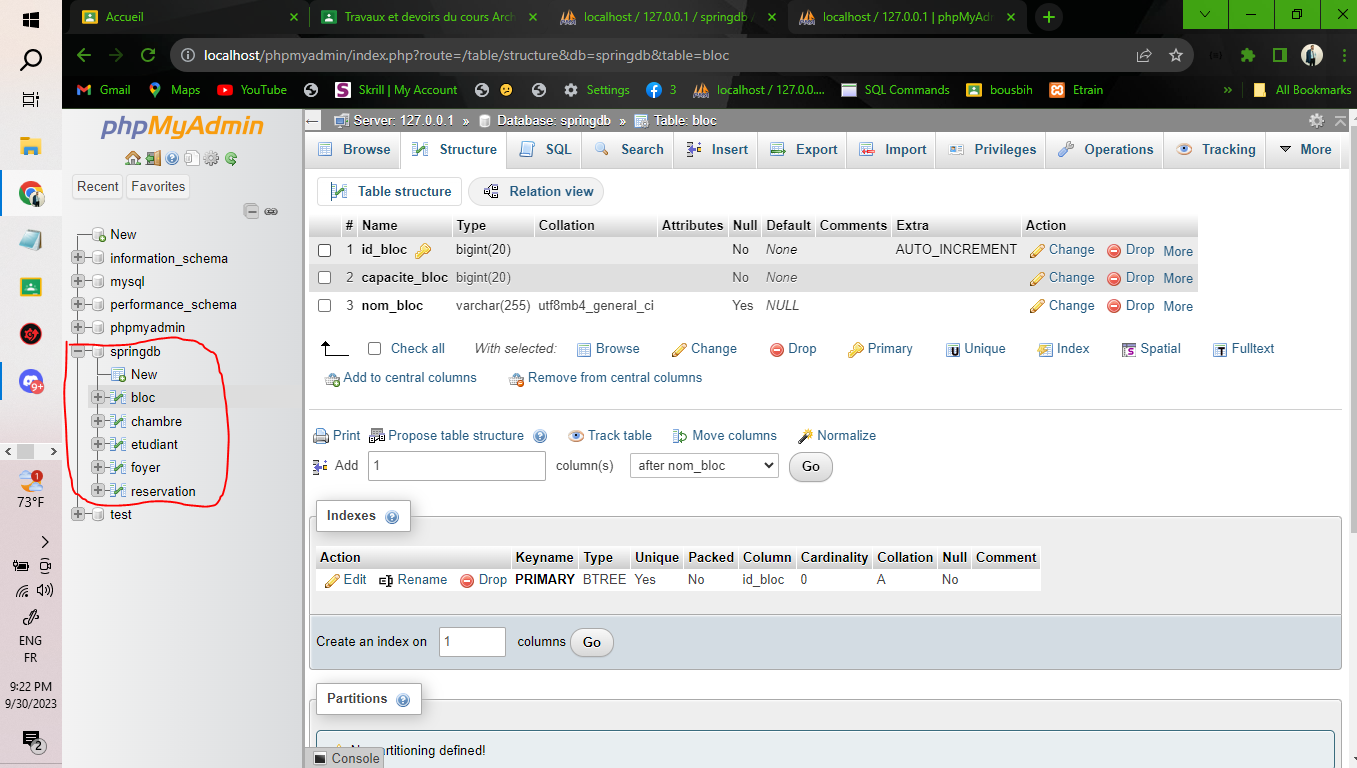 Accueil
Travaux et devoirs du cours Arch
localhost / 127.0.0.1 / springdb /
localhost / 127.0.0.1 | phpMyAdm
localhost/phpmyadmin/index.php?route=/table/structure&db=springdb&table=bloc
Gmail Maps YouTube Skrill | My Account Settings 3 localhost / 127.0.0.... SQL Commands bousbih Etrain » All Bookmarks
phpMyAdmin
Recent Favorites
New
information_schema
mysql
performance_schema
phpmyadmin
springdb
New
bloc
chambre
etudiant
foyer
reservation
test
Server: 127.0.0.1 » Database: springdb » Table: bloc
Browse Structure SQL Search Insert Export Import Privileges Operations Tracking More
Table structure Relation view
# Name Type Collation Attributes Null Default Comments Extra Action
1 id_bloc bigint(20) No None AUTO_INCREMENT Change Drop More
2 capacite_bloc bigint(20) No None Change Drop More
3 nom_bloc varchar(255) utf8mb4_general_ci Yes NULL Change Drop More
Check all With selected: Browse Change Drop Primary Unique Index Spatial Fulltext
Add to central columns Remove from central columns
Print Propose table structure Track table Move columns Normalize
Add 1 column(s) after nom_bloc Go
Indexes
Action Keyname Type Unique Packed Column Cardinality Collation Null Comment
Edit Rename Drop PRIMARY BTREE Yes No id_bloc 0 A No
Create an index on 1 columns Go
Partitions
partitioning defined!
Console
9+
1
73°F
ENG
FR
9:22 PM
9/30/2023
2